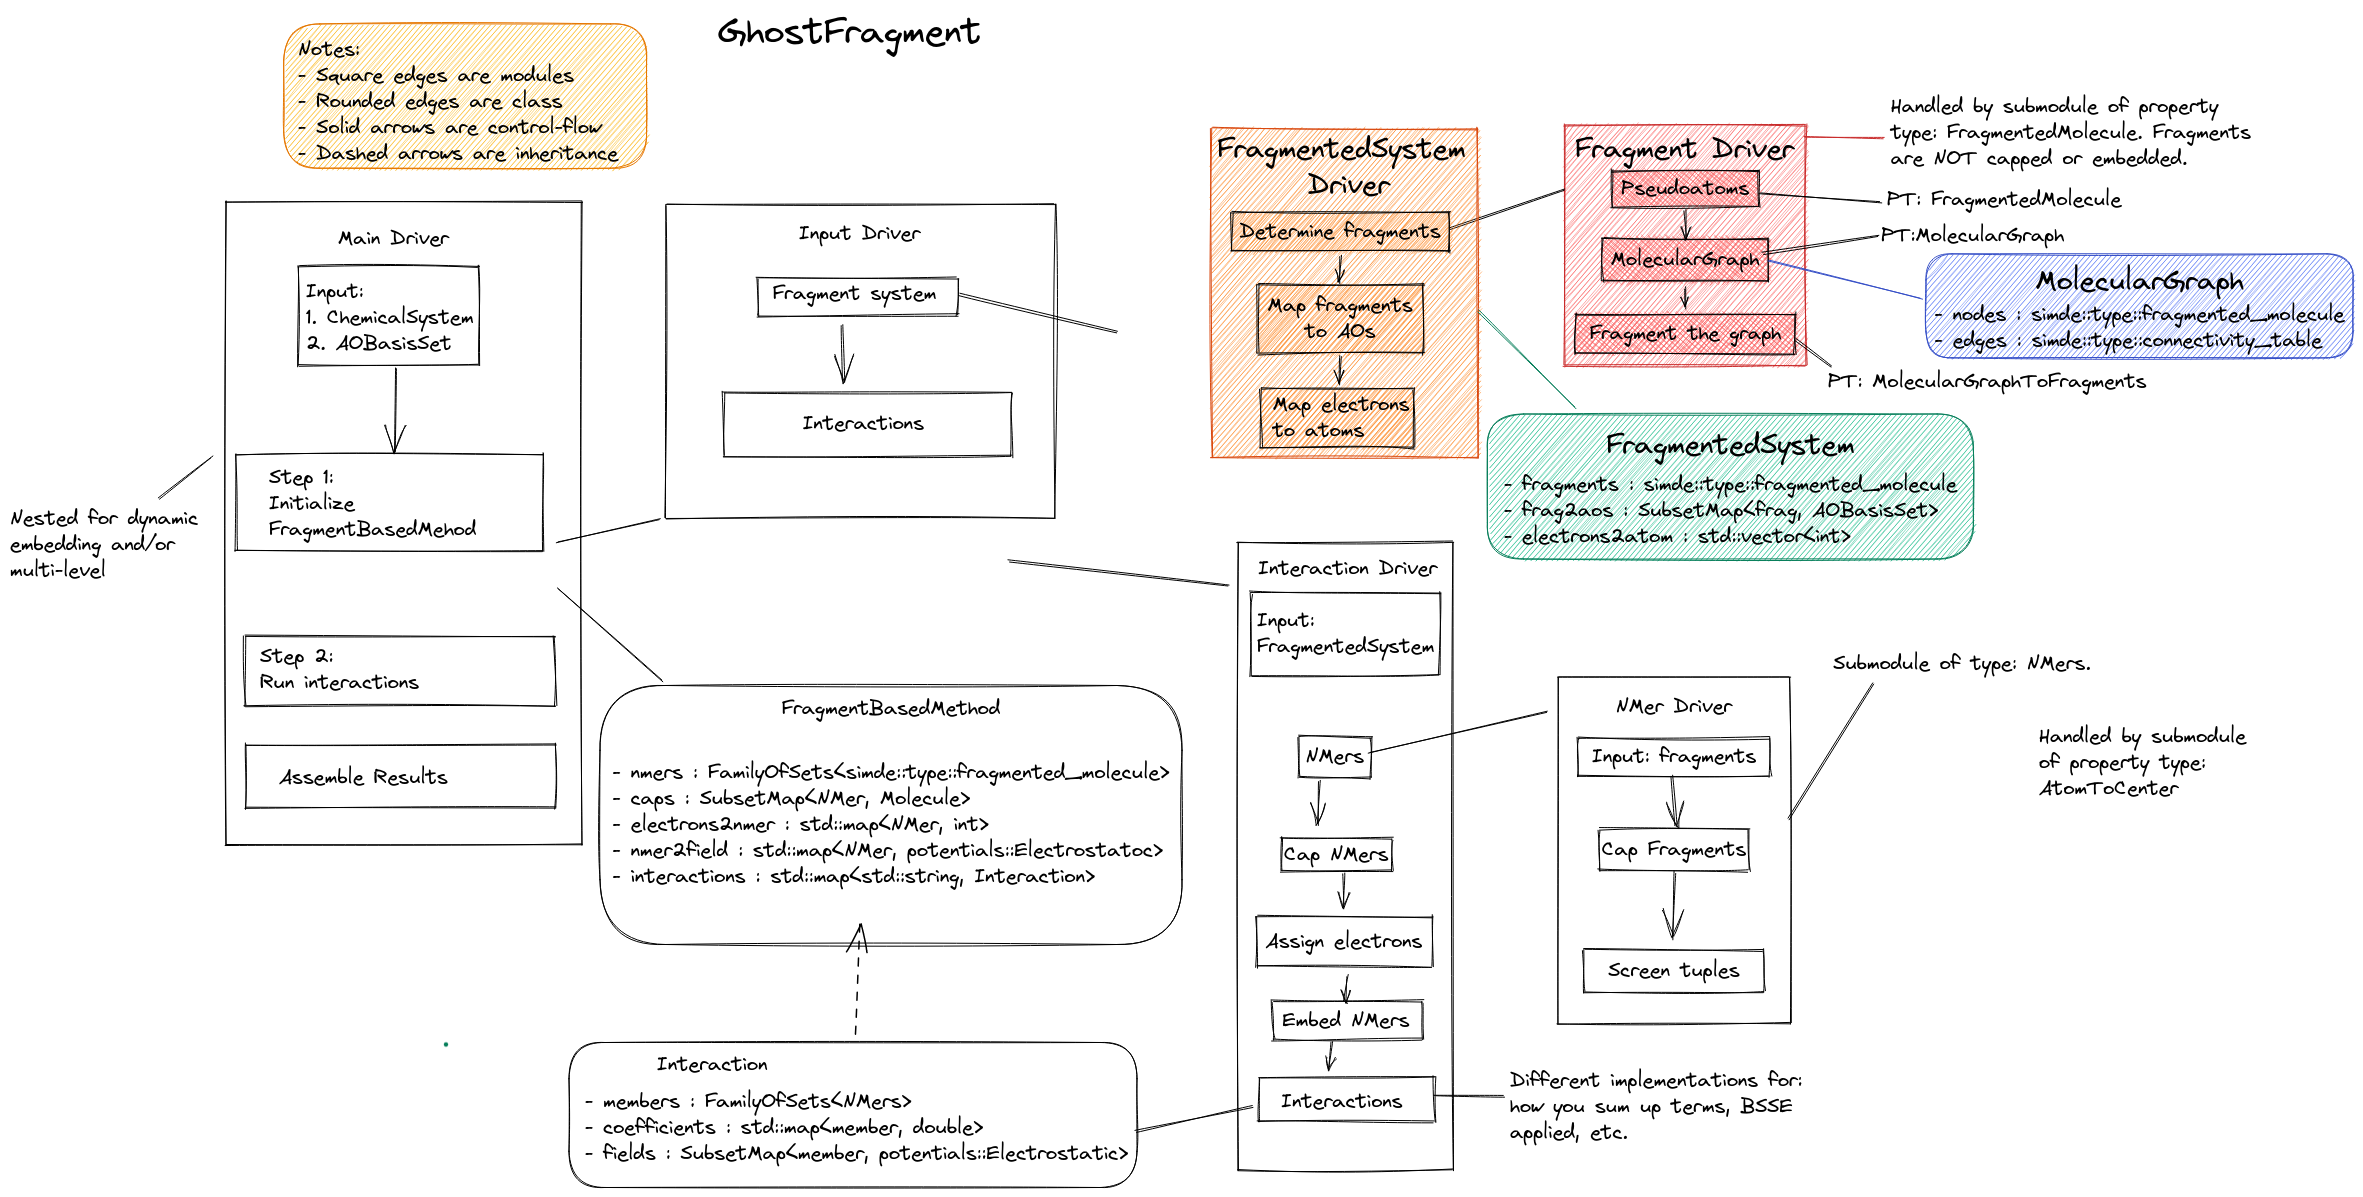 GhostFragment
Notes:
- Square edges are modules
- Rounded edges are class
- Solid arrows are control-flow
- Dashed arrows are inheritance
Main Driver
Input:
1. ChemicalSystem
2. AOBasisSet
Step 1:
Initialize
FragmentBasedMehod
Step 2:
Run interactions
Assemble Results
Nested for dynamic
embedding and/or
multi-level
Input Driver
Fragment system
Interactions
FragmentedSystem
Driver
Determine fragments
Map fragments
to AOs
Map electrons
to atoms
Fragment Driver
Pseudoatoms
MolecularGraph
Fragment the graph
Handled by submodule of property
type: FragmentedMolecule. Fragments
are NOT capped or embedded.
PT: FragmentedMolecule
PT:MolecularGraph
MolecularGraph
- nodes : simde::type::fragmented_molecule
- edges : simde::type::connectivity_table
PT: MolecularGraphToFragments
FragmentedSystem
- fragments : simde::type::fragmented_molecule
- frag2aos : SubsetMap<frag, AOBasisSet>
- electrons2atom : std::vector<int>
FragmentBasedMethod
- nmers : FamilyOfSets<simde::type::fragmented_molecule>
- caps : SubsetMap<NMer, Molecule>
- electrons2nmer : std::map<NMer, int>
- nmer2field : std::map<NMer, potentials::Electrostatoc>
- interactions : std::map<std::string, Interaction>
Interaction
- members : FamilyOfSets<NMers>
- coefficients : std::map<member, double>
- fields : SubsetMap<member, potentials::Electrostatic>
Interaction Driver
Input:
FragmentedSystem
NMers
Cap NMers
Assign electrons
Embed NMers
Interactions
NMer Driver
Input: fragments
Cap Fragments
Screen tuples
Submodule of type: NMers.
Handled by submodule
of property type:
AtomToCenter
Different implementations for:
how you sum up terms, BSSE
applied, etc.